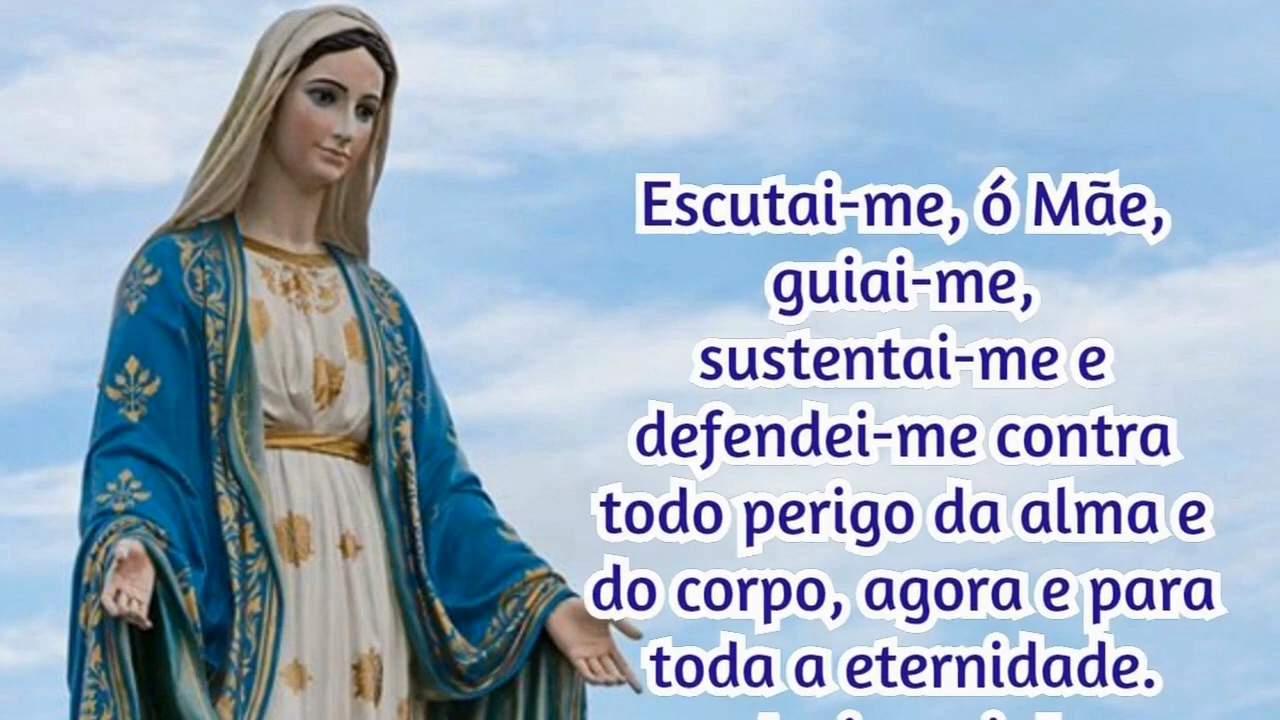 Escutai-me, ó Mãe,
guiai-me,
sustentai-me e
defendei-me contra
todo perigo da alma e
do corpo, agora e para
toda a eternidade.